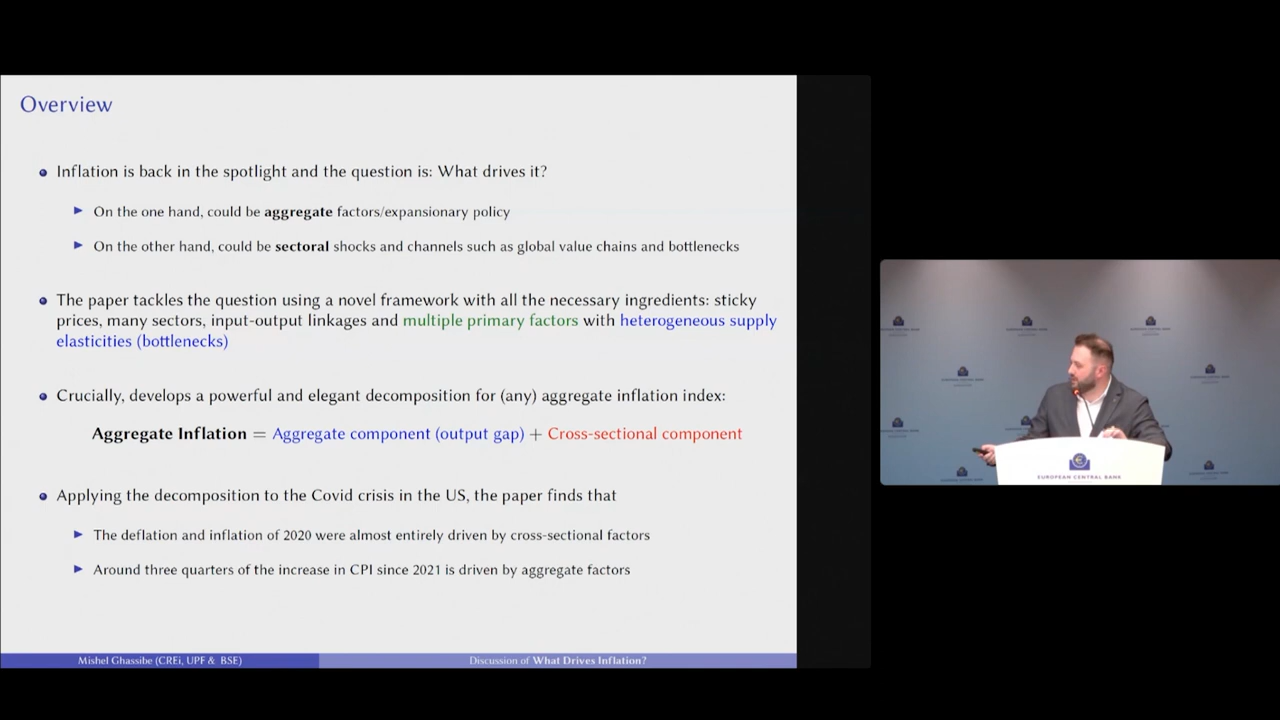 Overview
Inflation is back in the spotlight and the question is: What drives it?
On the one hand, could be aggregate factors/expansionary policy
On the other hand, could be sectoral shocks and channels such as global value chains and bottlenecks
The paper tackles the question using a novel framework with all the necessary ingredients: sticky
prices, many sectors, input-output linkages and multiple primary factors with heterogeneous supply
elasticities (bottlenecks)
Crucially, develops a powerful and elegant decomposition for (any) aggregate inflation index:
Aggregate Inflation = Aggregate component (output gap) + Cross-sectional component
Applying the decomposition to the Covid crisis in the US, the paper finds that
The deflation and inflation of 2020 were almost entirely driven by cross-sectional factors
Around three quarters of the increase in CPI since 2021 is driven by aggregate factors
Mishel Ghassibe (CREi, UPF & BSE)
Discussion of What Drives Inflation?
EUROPEAN CENTRAL BANK